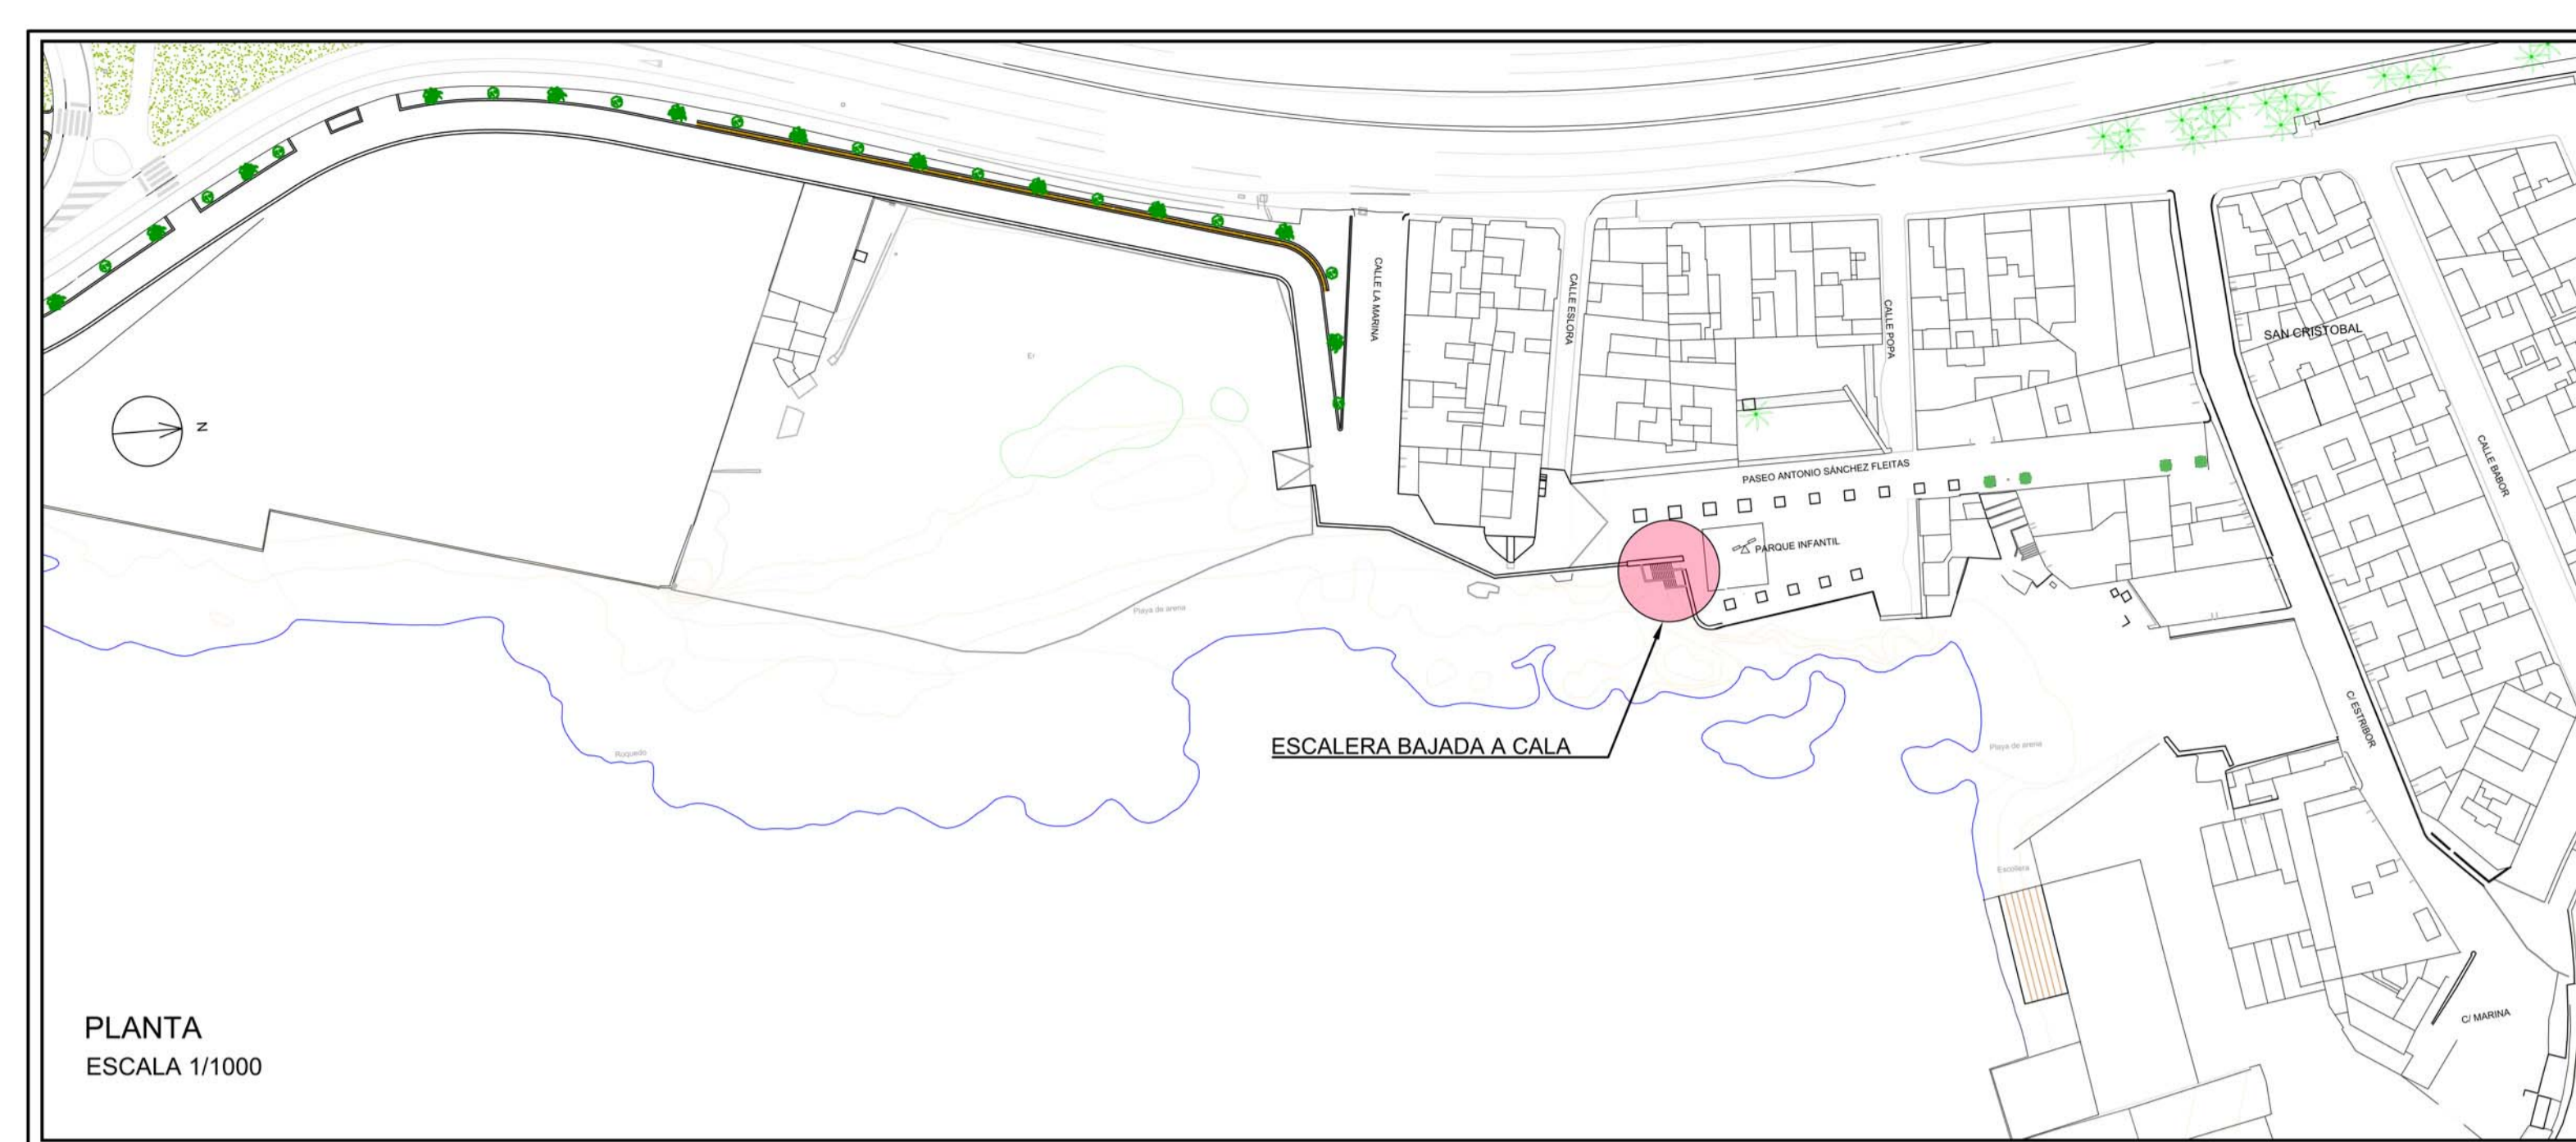 CALLE LA MARINA
CALLE ESLORA
CALLE POPA
SAN CRISTOBAL
CALLE BABOR
N
PASEO ANTONIO SÁNCHEZ FLEITAS
PARQUE INFANTIL
Playa de arena
ESCALERA BAJADA A CALA
Roquedo
Playa de arena
C/ ESTRIBOR
Escollera
C/ MARINA
PLANTA
ESCALA 1/1000